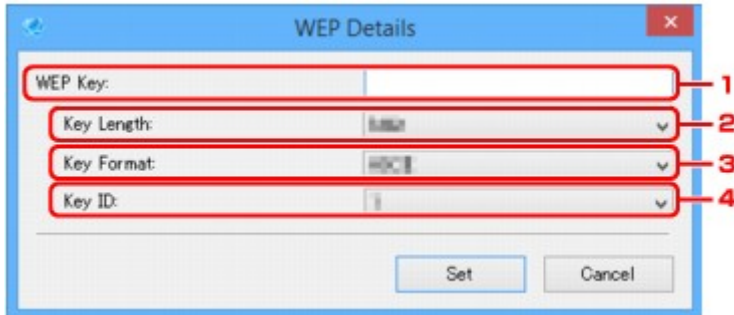 WEP Details
WEP Key: 1
Key Length: 2
Key Format: 3
Key ID: 4
Set Cancel